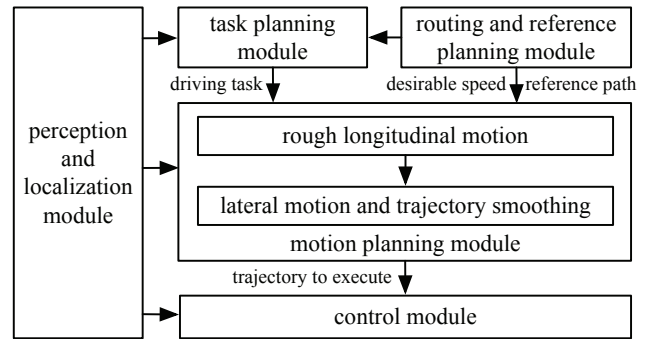 task planning
module
routing and reference
planning module
driving task
desirable speed
reference path
perception
and
localization
module
rough longitudinal motion
lateral motion and trajectory smoothing
motion planning module
trajectory to execute
control module